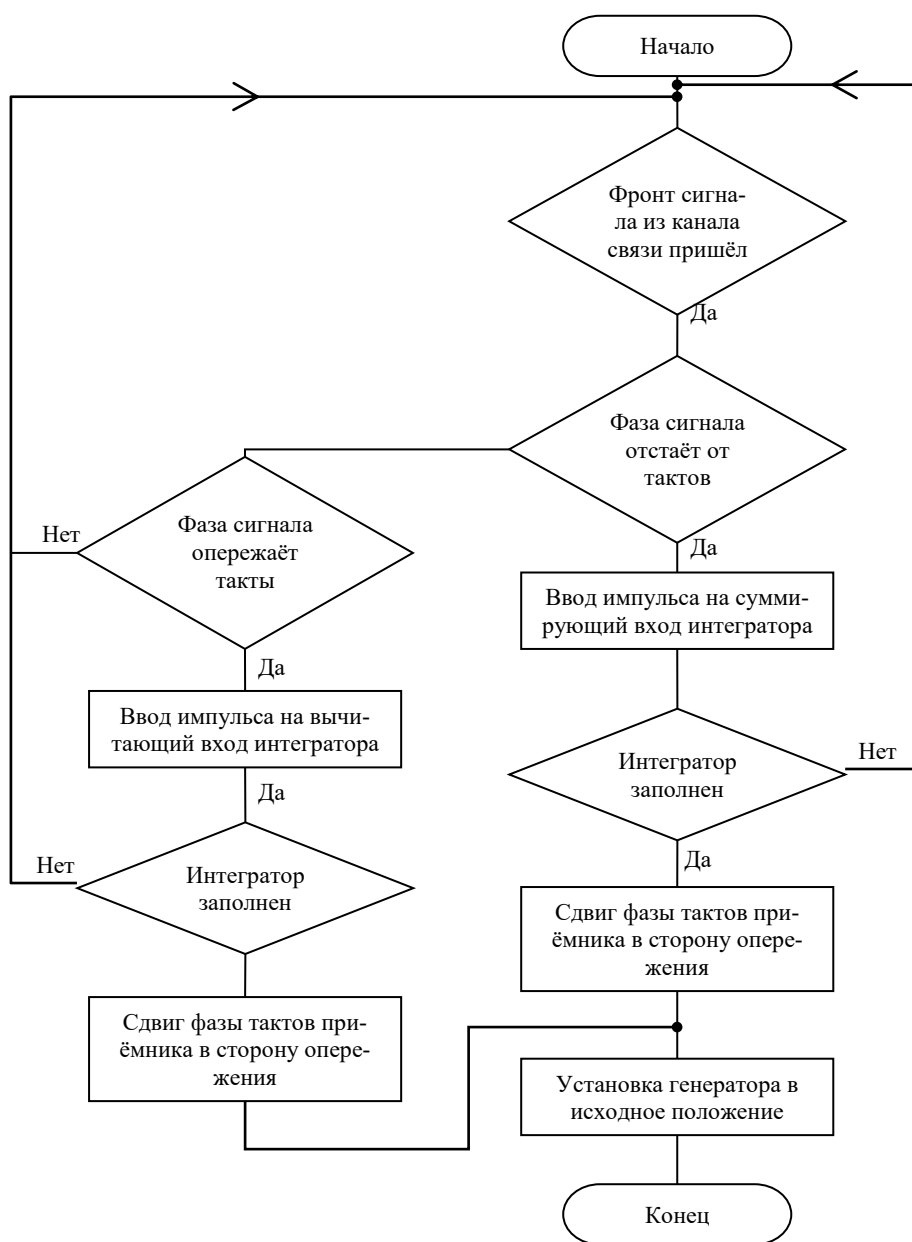 Начало
Фронт сигна-
ла из канала
связи пришёл
Да
Фаза сигнала
отстаёт от
тактов
Нет
Фаза сигнала
опережаёт
такты
Да
Ввод импульса на сумми-
рующий вход интегратора
Да
Ввод импульса на вычи-
тающий вход интегратора
Интегратор
заполнен
Нет
Да
Да
Нет
Интегратор
заполнен
Сдвиг фазы тактов при-
ёмника в сторону опере-
жения
Сдвиг фазы тактов при-
ёмника в сторону опере-
жения
Установка генератора в
исходное положение
Конец